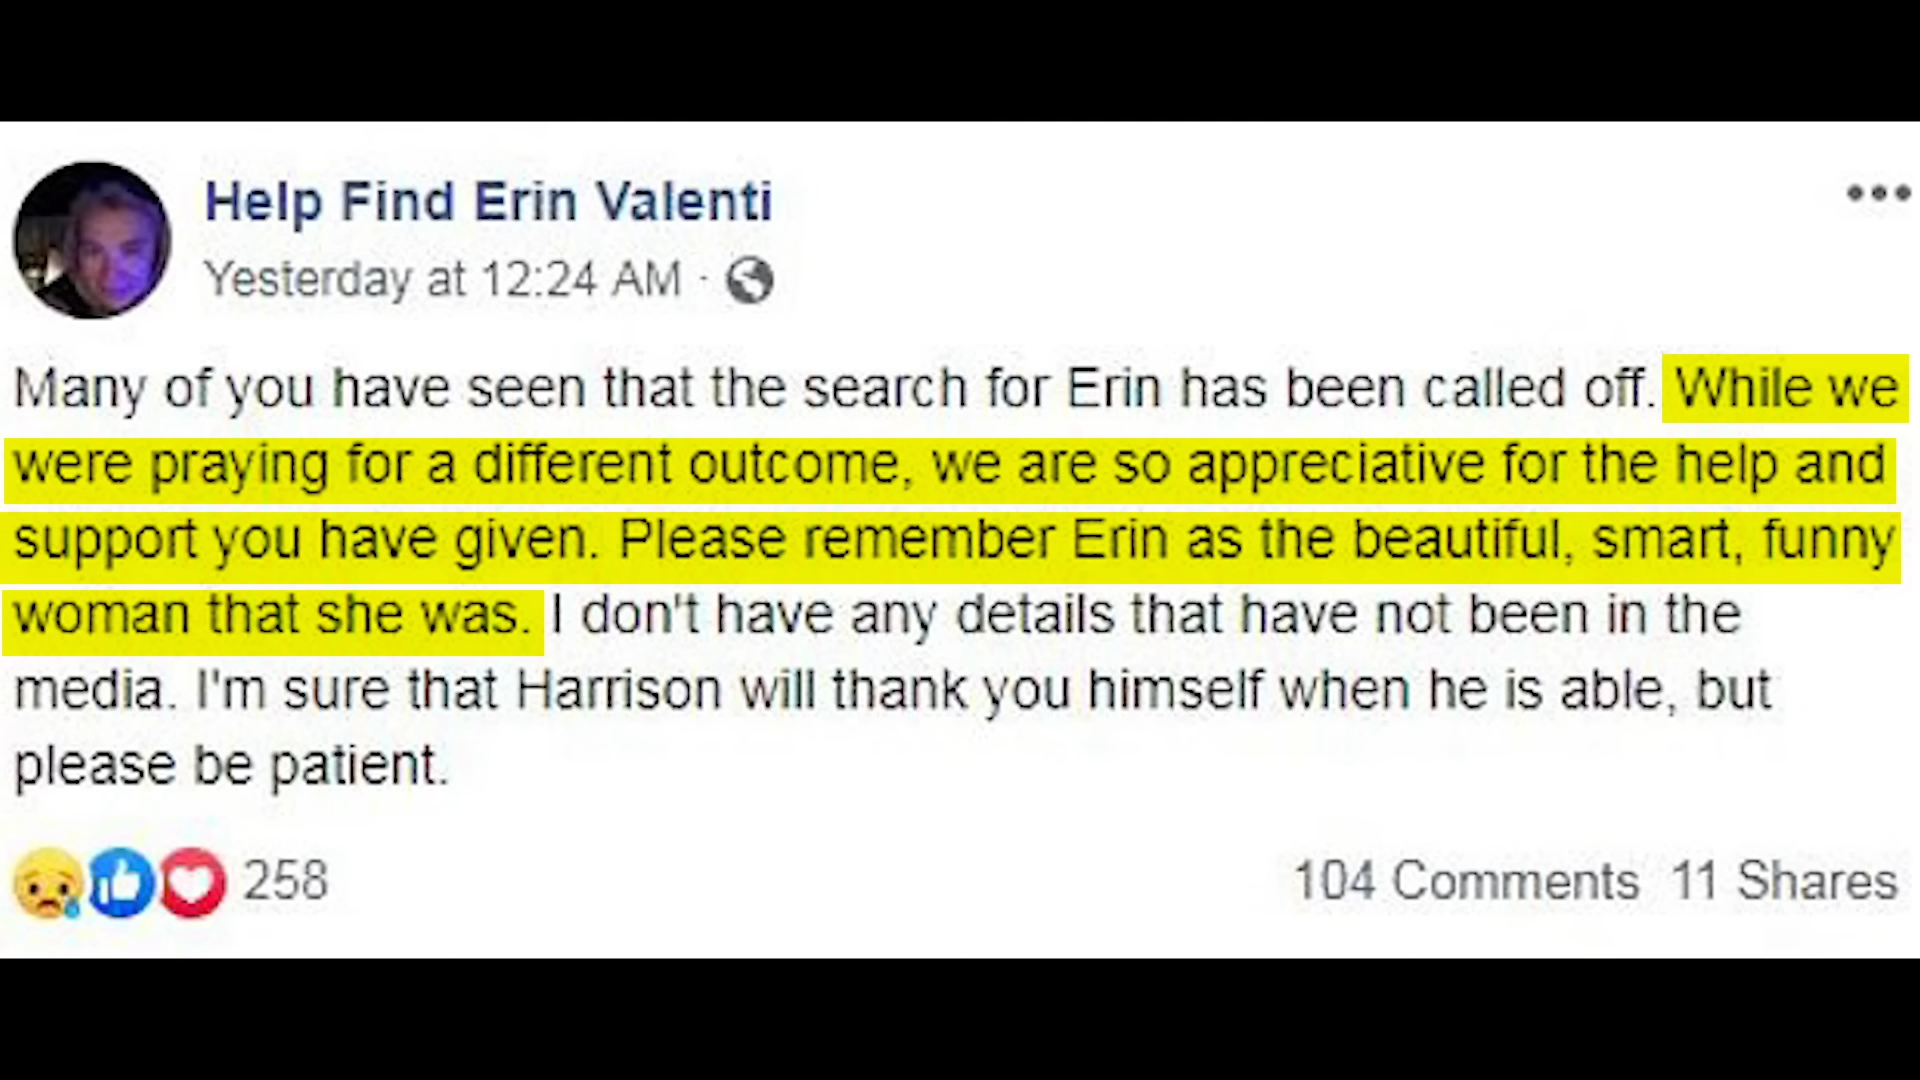 Help Find Erin Valenti
Yesterday at 12:24 AM ·
Many of you have seen that the search for Erin has been called off. While we
were praying for a different outcome, we are so appreciative for the help and
support you have given. Please remember Erin as the beautiful, smart, funny
woman that she was. I don't have any details that have not been in the
media. I'm sure that Harrison will thank you himself when he is able, but
please be patient.
258
104 Comments 11 Shares